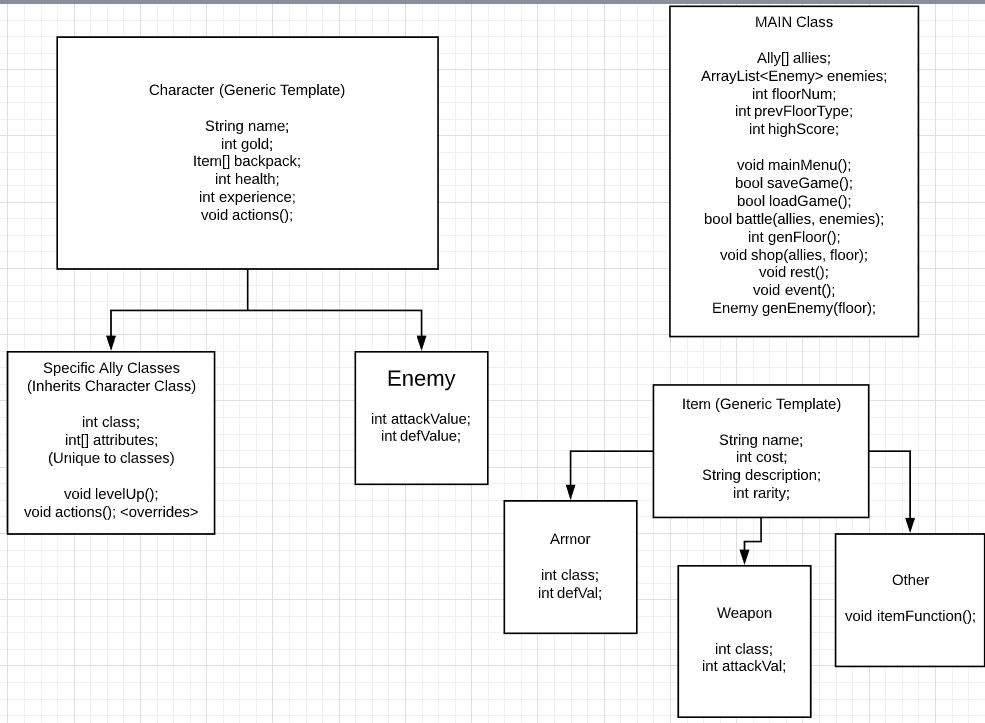 Character (Generic Template)
String name;
int gold;
Item[] backpack;
int health;
int experience;
void actions();
MAIN Class
Ally[] allies;
ArrayList<Enemy> enemies;
int floorNum;
int prevFloorType;
int highScore;
void mainMenu();
bool saveGame();
bool loadGame();
bool battle(allies, enemies);
int genFloor();
void shop(allies, floor);
void rest();
void event();
Enemy genEnemy(floor);
Specific Ally Classes
(Inherits Character Class)
int class;
int[] attributes;
(Unique to classes)
void levelUp();
void actions(); <overrides>
Enemy
int attackValue;
int defValue;
Item (Generic Template)
String name;
int cost;
String description;
int rarity;
Armor
int class;
int defVal;
Weapon
int class;
int attackVal;
Other
void itemFunction();